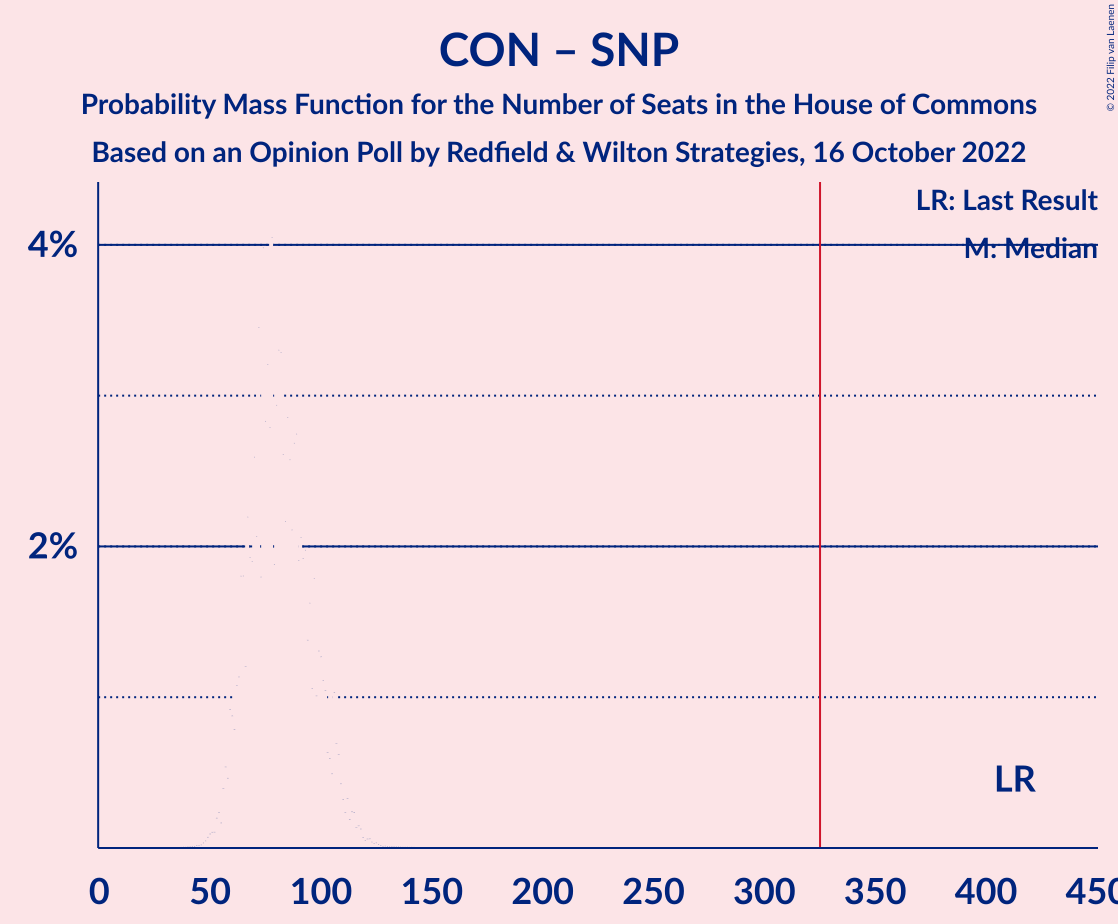 CON – SNP
Probability Mass Function for the Number of Seats in the House of Commons
Based on an Opinion Poll by Redfield & Wilton Strategies, 16 October 2022
© 2022 Filip van Laenen
LR: Last Result
M: Median
4%
2%
LR
0 50 100 150 200 250 300 350 400 450